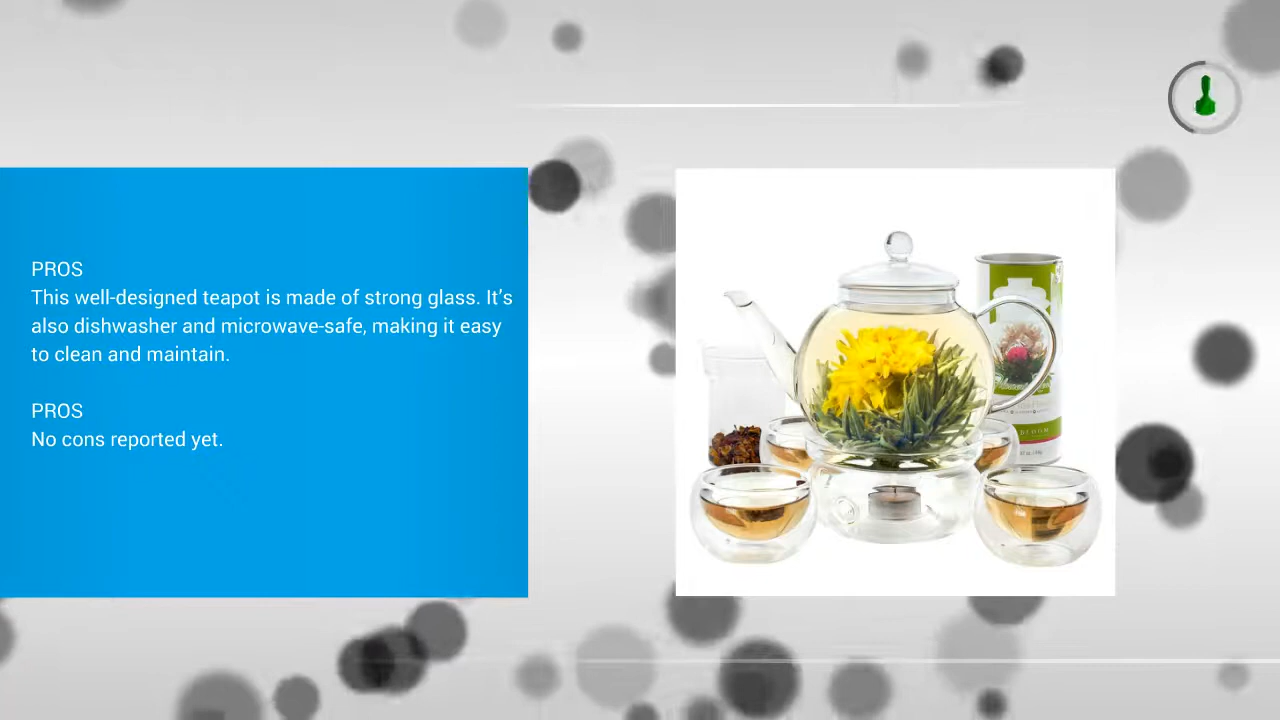 PROS
This well-designed teapot is made of strong glass. It's
also dishwasher and microwave-safe, making it easy
to clean and maintain.
PROS
No cons reported yet.